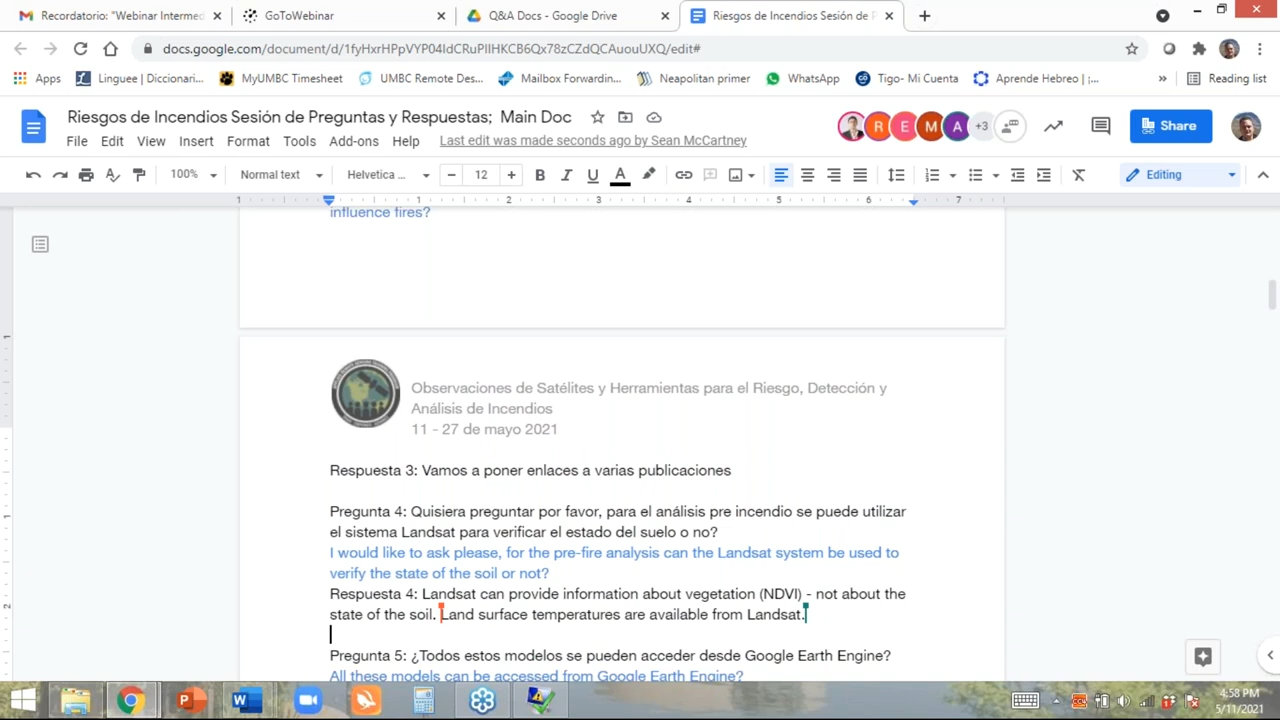 Recordatorio: "Webinar Intermed
GoToWebinar
Q&A Docs - Google Drive
Riesgos de Incendios Sesión de P
docs.google.com/document/d/1fyHxrHPpVYP04IdCRuPIIHKCB6Qx78zCZdQCAuouUXQ/edit#
Apps
Linguee | Diccionari...
MyUMBC Timesheet
UMBC Remote Des...
Mailbox Forwardin...
Neapolitan primer
WhatsApp
Tigo- Mi Cuenta
Aprende Hebreo | ¡...
»
Reading list
Riesgos de Incendios Sesión de Preguntas y Respuestas; Main Doc
File Edit View Insert Format Tools Add-ons Help Last edit was made seconds ago by Sean McCartney
R E M A +3
Share
100% Normal text Helvetica ... 12 B I U A Editing
1 1 2 3 4 5 6 7
influence fires?
Observaciones de Satélites y Herramientas para el Riesgo, Detección y
Análisis de Incendios
11 - 27 de mayo 2021
Respuesta 3: Vamos a poner enlaces a varias publicaciones
Pregunta 4: Quisiera preguntar por favor, para el análisis pre incendio se puede utilizar
el sistema Landsat para verificar el estado del suelo o no?
I would like to ask please, for the pre-fire analysis can the Landsat system be used to
verify the state of the soil or not?
Respuesta 4: Landsat can provide information about vegetation (NDVI) - not about the
state of the soil. Land surface temperatures are available from Landsat.
Pregunta 5: ¿Todos estos modelos se pueden acceder desde Google Earth Engine?
All these models can be accessed from Google Earth Engine?
4:58 PM
5/11/2021